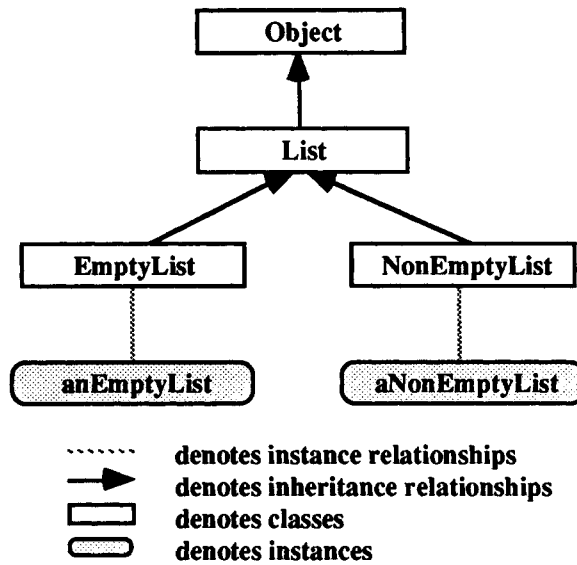 Object
List
EmptyList
NonEmptyList
anEmptyList
aNonEmptyList
denotes instance relationships
denotes inheritance relationships
denotes classes
denotes instances